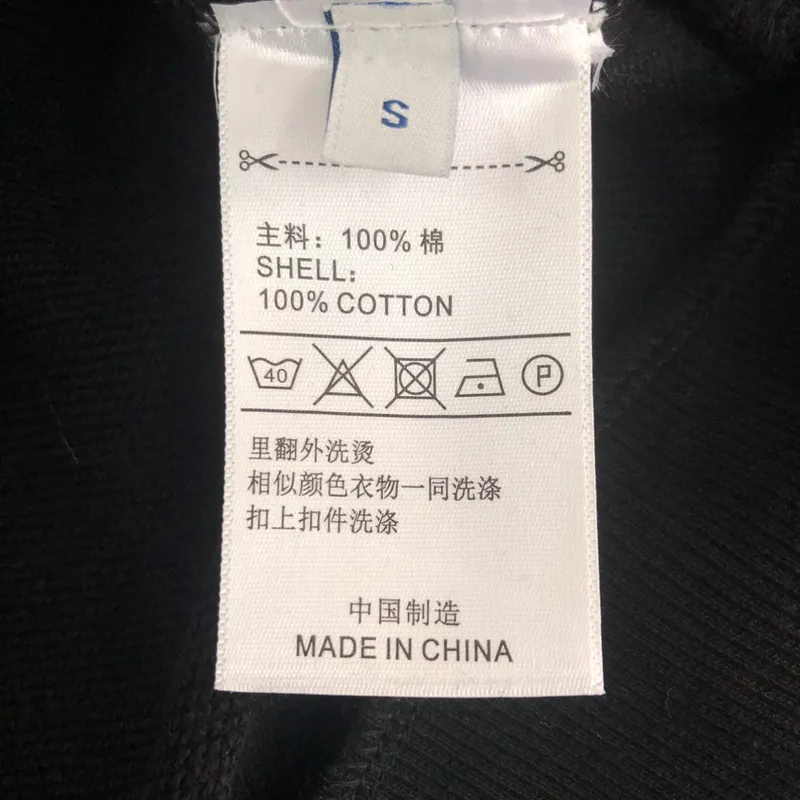 S
主料：100% 棉
SHELL：
100% COTTON
40 P
里翻外洗烫
相似颜色衣物一同洗涤
扣上扣件洗涤
中国制造
MADE IN CHINA